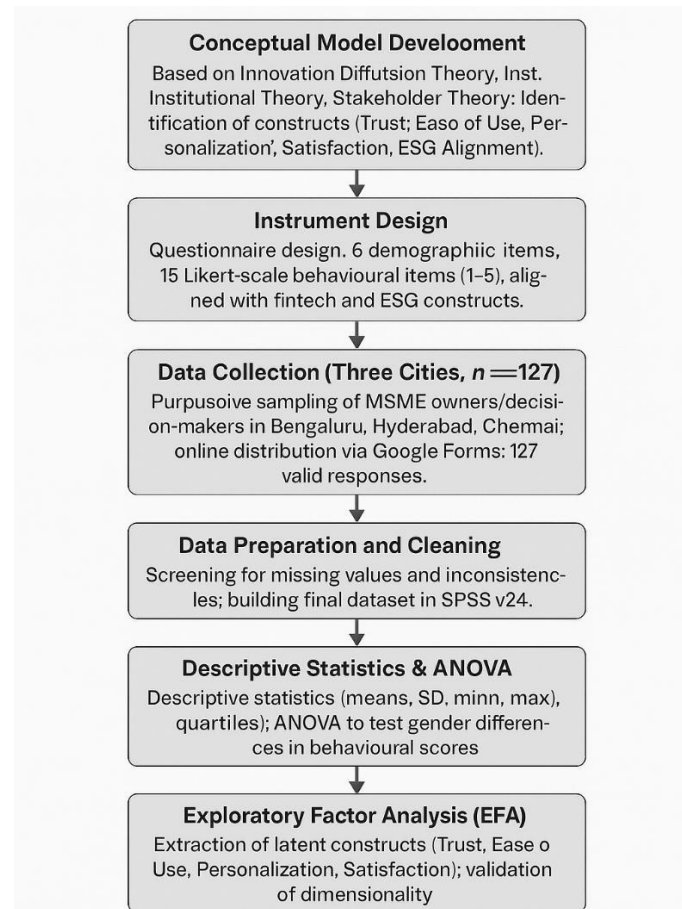 Conceptual Model Develooment
Based on Innovation Diffutsion Theory, Inst.
Institutional Theory, Stakeholder Theory: Iden-
tification of constructs (Trust; Easo of Use, Per-
sonalization’, Satisfaction, ESG Alignment).
Instrument Design
Questionnaire design. 6 demographiic items,
15 Likert-scale behavioural items (1–5), alig-
ned with fintech and ESG constructs.
Data Collection (Three Cities, n ==127)
Purpusoive sampling of MSME owners/decisi-
on-makers in Bengaluru, Hyderabad, Chemnai;
online distribution via Google Forms: 127
valid responses.
Data Preparation and Cleaning
Screening for missing values and inconsistenc-
les; building final dataset in SPSS v24.
Descriptive Statistics & ANOVA
Descriptive statistics (means, SD, minn, max),
quartiles); ANOVA to test gender differen-
ces in behavioural scores
Exploratory Factor Analysis (EFA)
Extraction of latent constructs (Trust, Ease o
Use, Personalization, Satisfaction); validation
of dimensionality